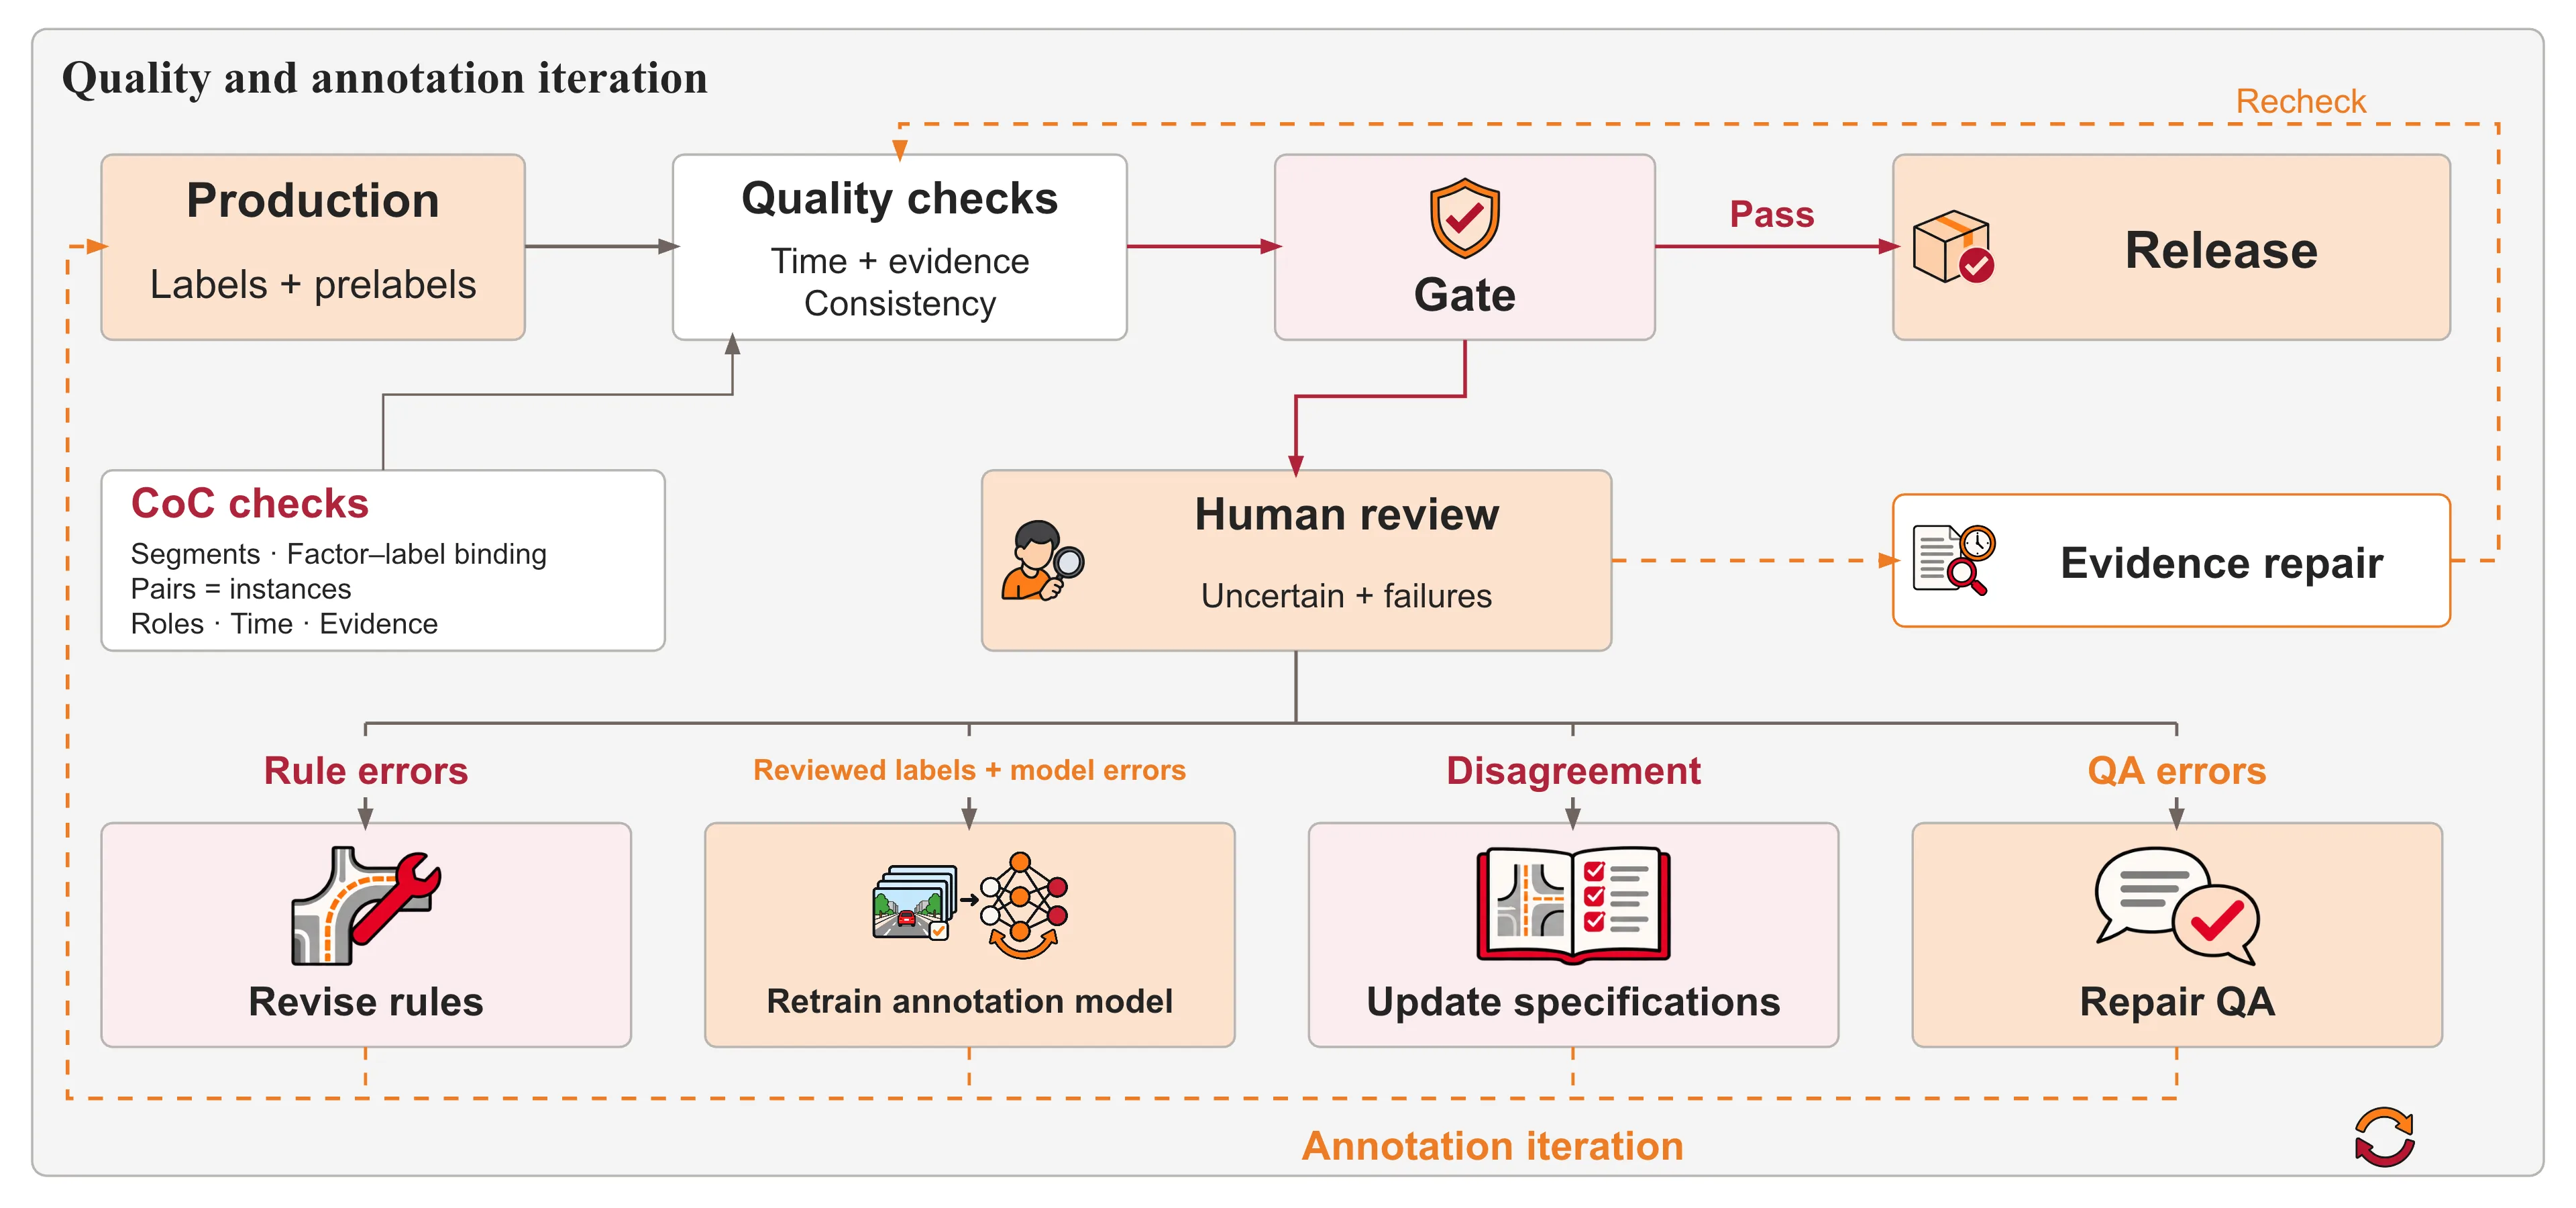 Quality and annotation iteration
Recheck
Production
Labels + prelabels
Quality checks
Time + evidence
Consistency
Gate
Pass
Release
CoC checks
Segments · Factor–label binding
Pairs = instances
Roles · Time · Evidence
Human review
Uncertain + failures
Evidence repair
Rule errors
Reviewed labels + model errors
Disagreement
QA errors
Revise rules
Retrain annotation model
Update specifications
Repair QA
Annotation iteration